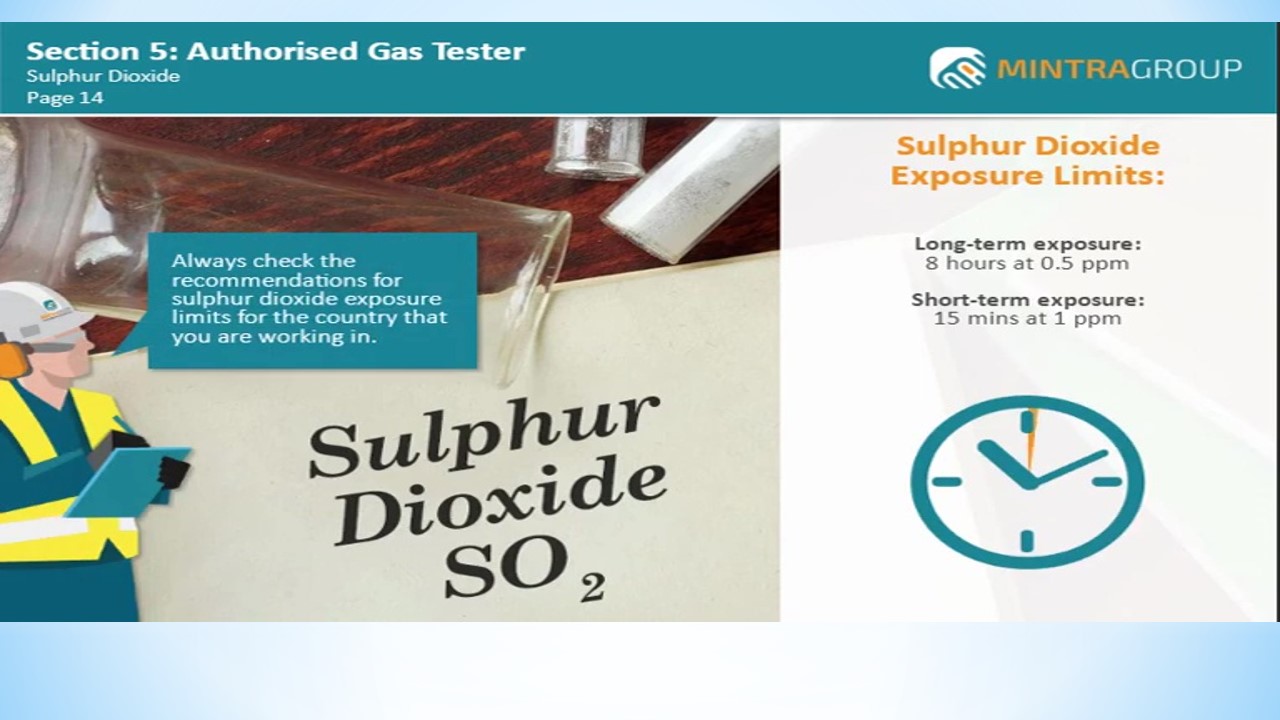 Section 5: Authorised Gas Tester
Sulphur Dioxide
Page 14
MINTRAGROUP
Always check the
recommendations for
sulphur dioxide exposure
limits for the country that
you are working in.
Sulphur
Dioxide
SO₂
Sulphur Dioxide
Exposure Limits:
Long-term exposure:
8 hours at 0.5 ppm
Short-term exposure:
15 mins at 1 ppm